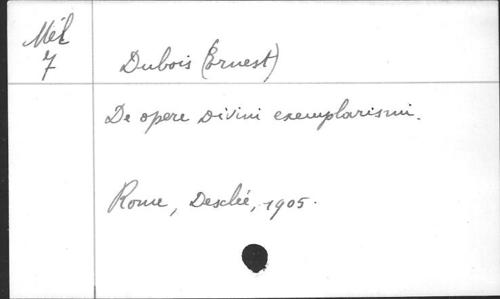 Mél
7
Dubois (Ernest)
De opere Divini exemplarismi.
Rome, Desclée, 1905.